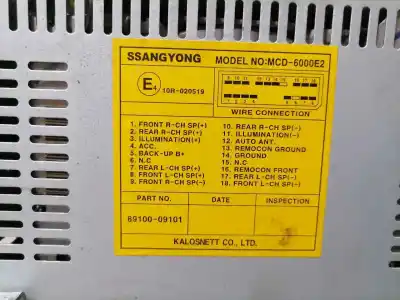 SSANGYONG MODEL NO:MCD-6000E2
E4 10R-020519
WIRE CONNECTION
1. FRONT R-CH SP(+)
2. REAR R-CH SP(+)
3. ILLUMINATION(+)
4. ACC.
5. BACK-UP B+
6. N.C
7. REAR L-CH SP(+)
8. FRONT L-CH SP(+)
9. FRONT R-CH SP(-)
10. REAR R-CH SP(-)
11. ILLUMINATION(-)
12. AUTO ANT.
13. REMOCON GROUND
14. GROUND
15. N.C
16. REMOCON FRONT
17. REAR L-CH SP(-)
18. FRONT L-CH SP(-)
PART NO. DATE INSPECTION
89100-09101
KALOSNETT CO., LTD.